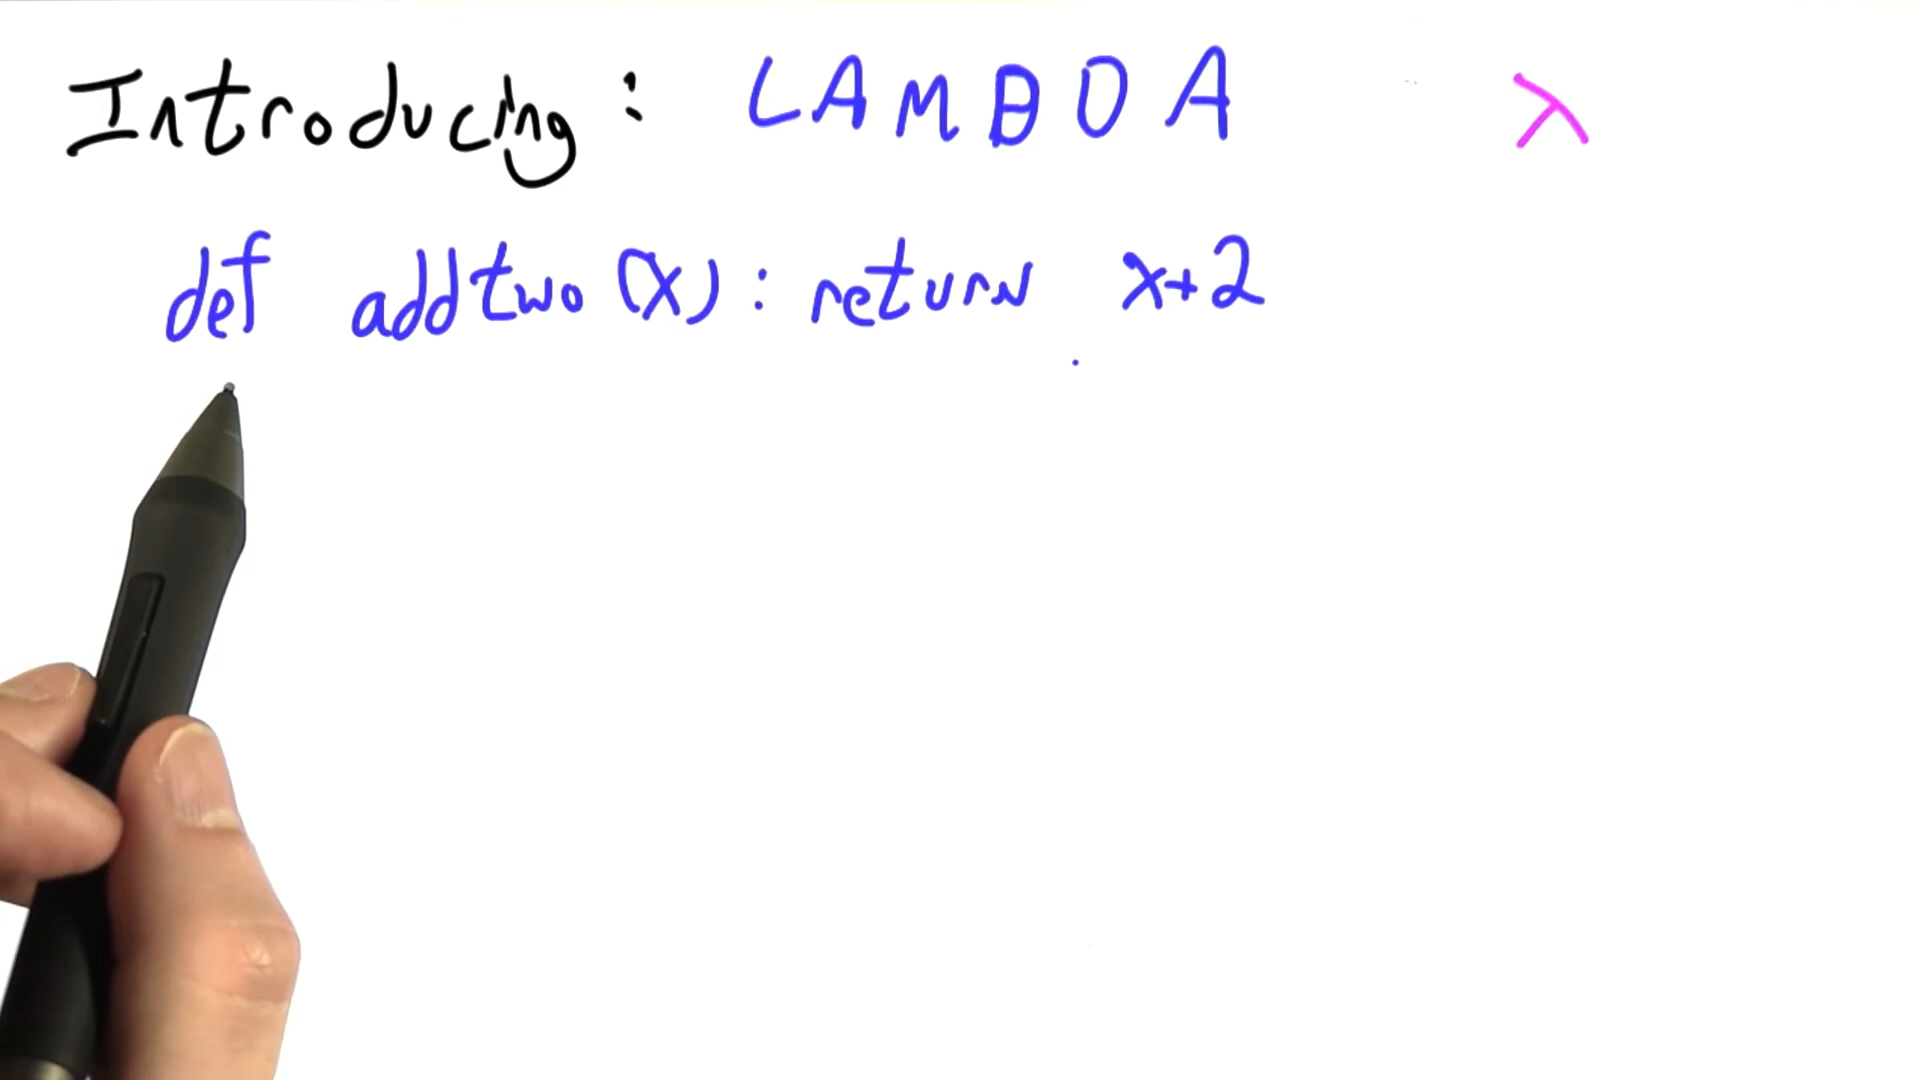 Introducing: LAMBDA λ
def addtwo(x): return x+2